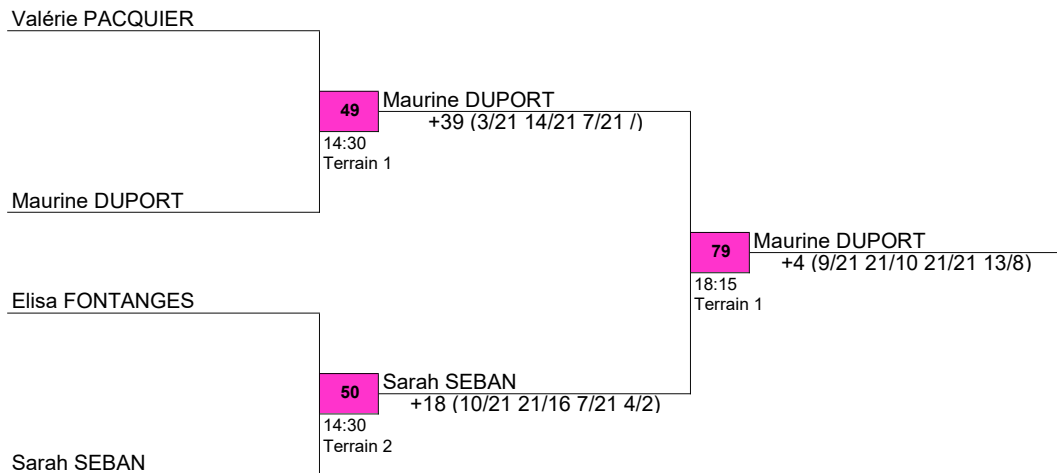 Valérie PACQUIER
49
Maurine DUPORT
+39 (3/21 14/21 7/21 /)
14:30
Terrain 1
Maurine DUPORT
79
Maurine DUPORT
+4 (9/21 21/10 21/21 13/8)
18:15
Terrain 1
Elisa FONTANGES
50
Sarah SEBAN
+18 (10/21 21/16 7/21 4/2)
14:30
Terrain 2
Sarah SEBAN